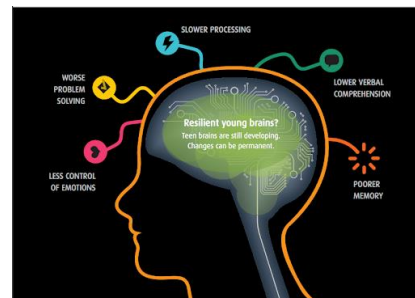 SLOWER PROCESSING
WORSE
PROBLEM
SOLVING
LOWER VERBAL
COMPREHENSION
Resilient young brains?
Teen brains are still developing.
Changes can be permanent.
LESS CONTROL
OF EMOTIONS
POORER
MEMORY